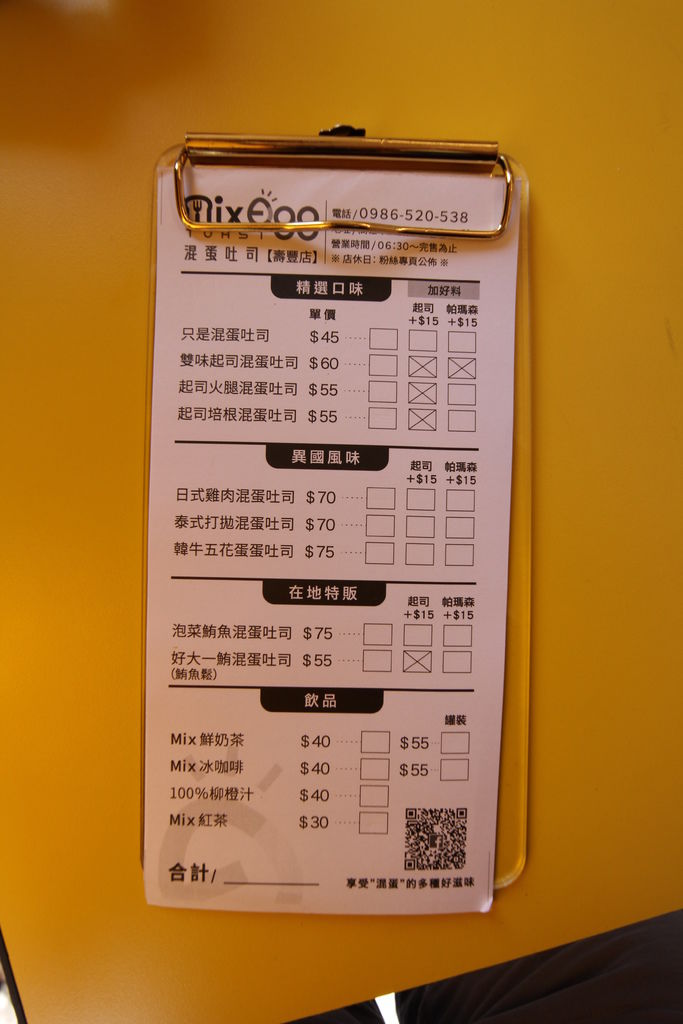 Mix Egg
TOAST
混蛋吐司【壽豐店】
電話/0986-520-538
營業時間/06:30～完售為止
※ 店休日: 粉絲專頁公佈 ※
精選口味
加好料
單價 起司 +$15 帕瑪森 +$15
只是混蛋吐司 $45
雙味起司混蛋吐司 $60
起司火腿混蛋吐司 $55
起司培根混蛋吐司 $55
異國風味
起司 +$15 帕瑪森 +$15
日式雞肉混蛋吐司 $70
泰式打拋混蛋吐司 $70
韓牛五花蛋蛋吐司 $75
在地特販
起司 +$15 帕瑪森 +$15
泡菜鮪魚混蛋吐司 $75
好大一鮪混蛋吐司 $55
(鮪魚鬆)
飲品
罐裝
Mix 鮮奶茶 $40 $55
Mix 冰咖啡 $40 $55
100%柳橙汁 $40
Mix 紅茶 $30
合計/
享受"混蛋"的多種好滋味